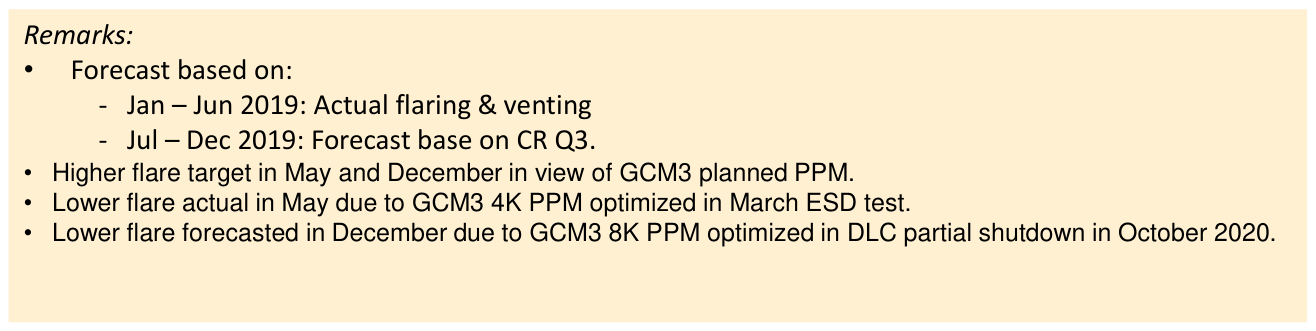 Remarks:
• Forecast based on:
- Jan – Jun 2019: Actual flaring & venting
- Jul – Dec 2019: Forecast base on CR Q3.
• Higher flare target in May and December in view of GCM3 planned PPM.
• Lower flare actual in May due to GCM3 4K PPM optimized in March ESD test.
• Lower flare forecasted in December due to GCM3 8K PPM optimized in DLC partial shutdown in October 2020.